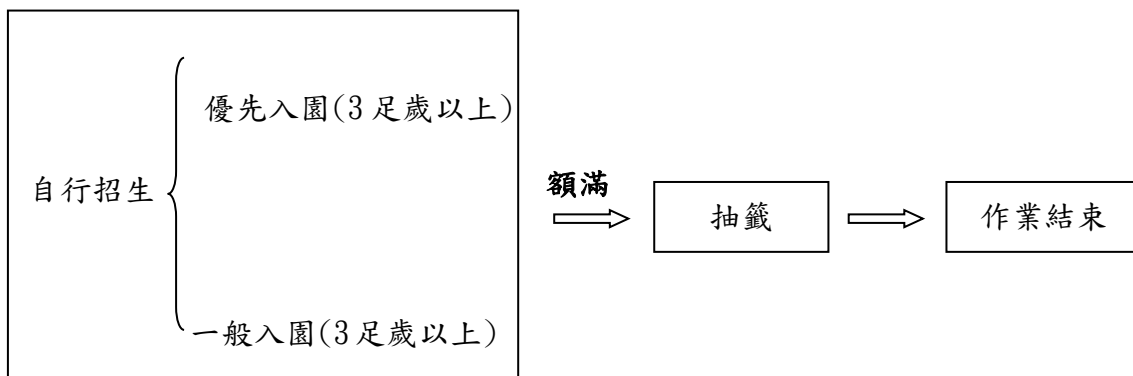 優先入園(3足歲以上)
自行招生
一般入園(3足歲以上)
額滿
抽籤
作業結束